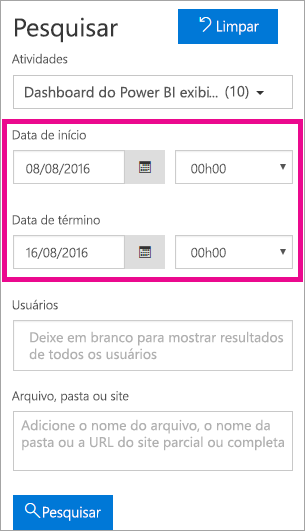 Pesquisar
Limpar
Atividades
Dashboard do Power BI exibi... (10)
Data de início
08/08/2016
00h00
Data de término
16/08/2016
00h00
Usuários
Deixe em branco para mostrar resultados
de todos os usuários
Arquivo, pasta ou site
Adicione o nome do arquivo, o nome da
pasta ou a URL do site parcial ou completa
Pesquisar